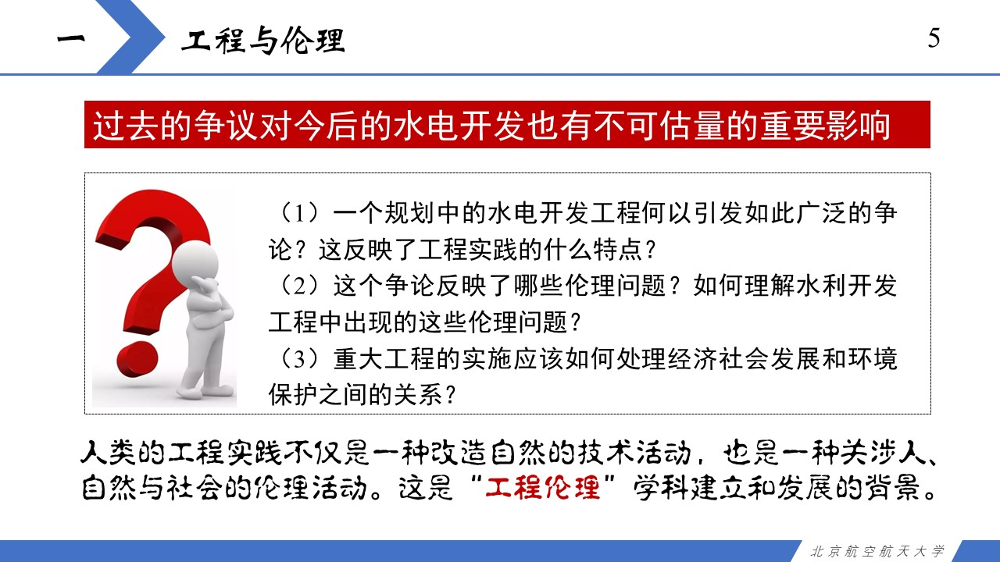 一
工程与伦理
5
过去的争议对今后的水电开发也有不可估量的重要影响
（1）一个规划中的水电开发工程何以引发如此广泛的争
论？这反映了工程实践的什么特点？
（2）这个争论反映了哪些伦理问题？如何理解水利开发
工程中出现的这些伦理问题？
（3）重大工程的实施应该如何处理经济社会发展和环境
保护之间的关系？
人类的工程实践不仅是一种改造自然的技术活动，也是一种关涉人、
自然与社会的伦理活动。这是“工程伦理”学科建立和发展的背景。
北京航空航天大学